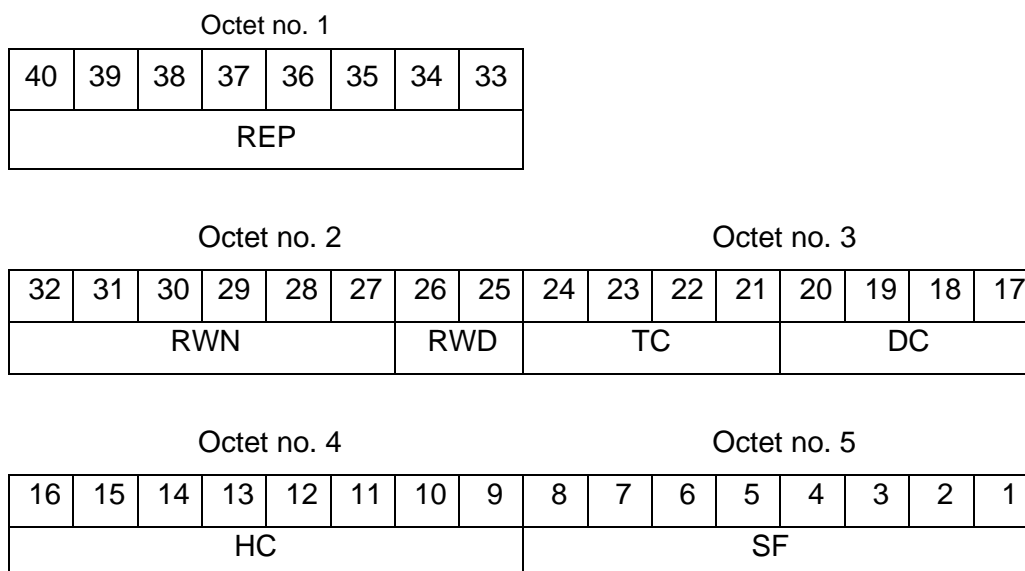 Octet no. 1
40 39 38 37 36 35 34 33
REP
Octet no. 2 Octet no. 3
32 31 30 29 28 27 26 25 24 23 22 21 20 19 18 17
RWN RWD TC DC
Octet no. 4 Octet no. 5
16 15 14 13 12 11 10 9 8 7 6 5 4 3 2 1
HC SF